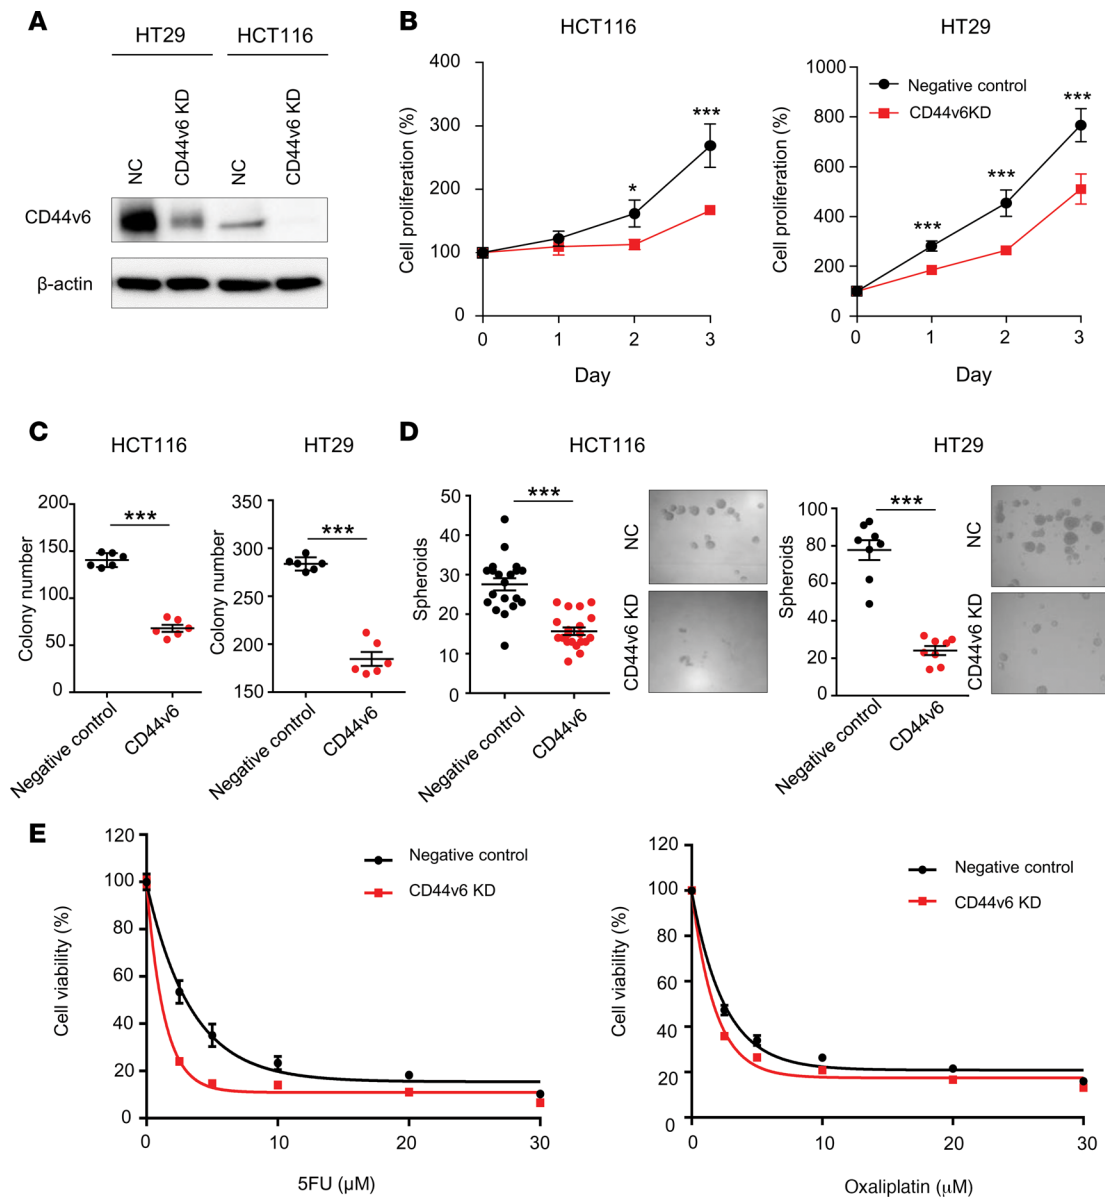 A
HT29
HCT116
NC
CD44v6 KD
NC
CD44v6 KD
CD44v6
β-actin
B
HCT116
Cell proliferation (%)
400
300
200
100
0
0 1 2 3
Day
*
***
HT29
Cell proliferation (%)
1000
800
600
400
200
0
0 1 2 3
Day
Negative control
CD44v6KD
***
***
***
C
HCT116
Colony number
200
150
100
50
0
***
Negative control
CD44v6
HT29
Colony number
350
300
250
200
150
***
Negative control
CD44v6
D
HCT116
Spheroids
50
40
30
20
10
0
***
Negative control
CD44v6
NC
CD44v6 KD
HT29
Spheroids
100
80
60
40
20
0
***
Negative control
CD44v6
NC
CD44v6 KD
E
Cell viability (%)
120
100
80
60
40
20
0
0 10 20 30
5FU (μM)
Negative control
CD44v6 KD
Cell viability (%)
120
100
80
60
40
20
0
0 10 20 30
Oxaliplatin (μM)
Negative control
CD44v6 KD